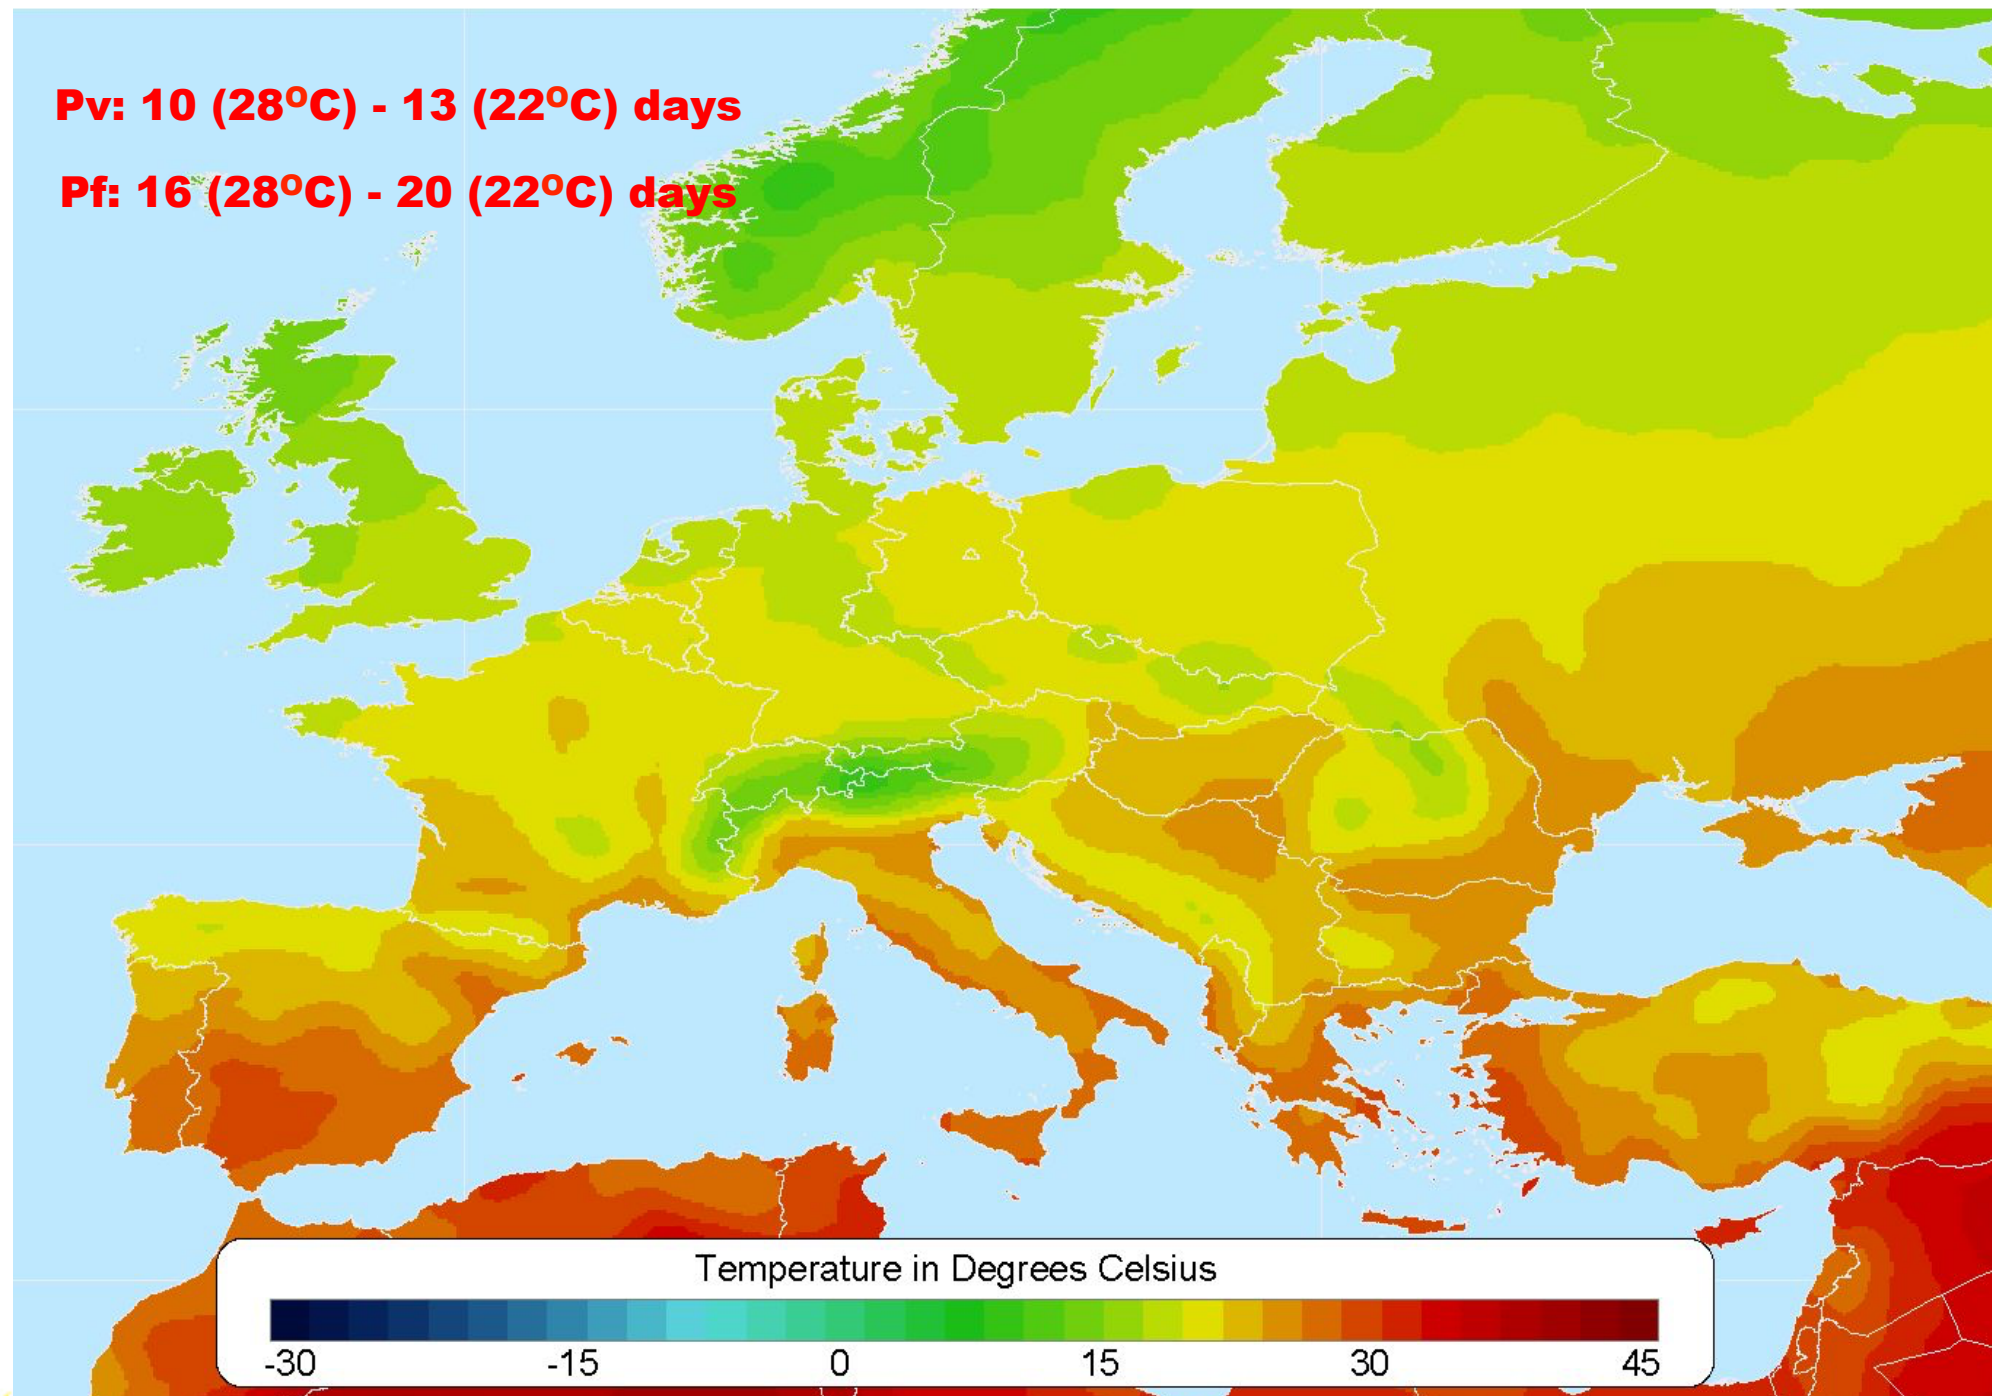 Pv: 10 (28ᴼC) - 13 (22ᴼC) days
Pf: 16 (28ᴼC) - 20 (22ᴼC) days
Temperature in Degrees Celsius
-30 -15 0 15 30 45